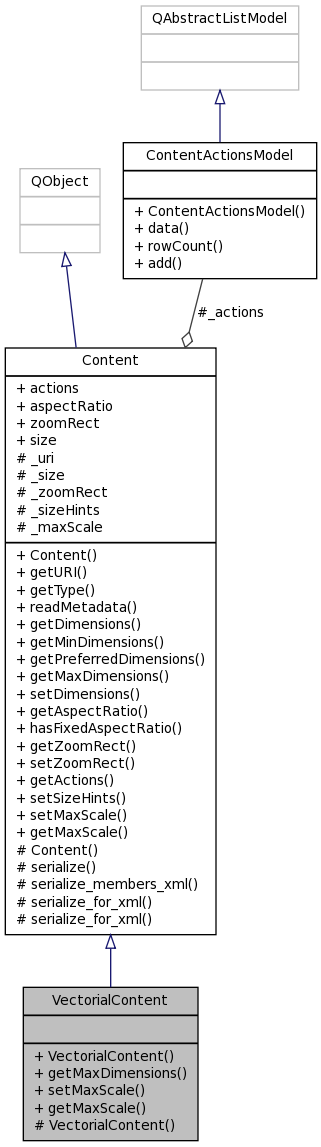 QAbstractListModel
ContentActionsModel
+ ContentActionsModel()
+ data()
+ rowCount()
+ add()
QObject
#_actions
Content
+ actions
+ aspectRatio
+ zoomRect
+ size
# _uri
# _size
# _zoomRect
# _sizeHints
# _maxScale
+ Content()
+ getURI()
+ getType()
+ readMetadata()
+ getDimensions()
+ getMinDimensions()
+ getPreferredDimensions()
+ getMaxDimensions()
+ setDimensions()
+ getAspectRatio()
+ hasFixedAspectRatio()
+ getZoomRect()
+ setZoomRect()
+ getActions()
+ setSizeHints()
+ setMaxScale()
+ getMaxScale()
# Content()
# serialize()
# serialize_members_xml()
# serialize_for_xml()
# serialize_for_xml()
VectorialContent
+ VectorialContent()
+ getMaxDimensions()
+ setMaxScale()
+ getMaxScale()
# VectorialContent()